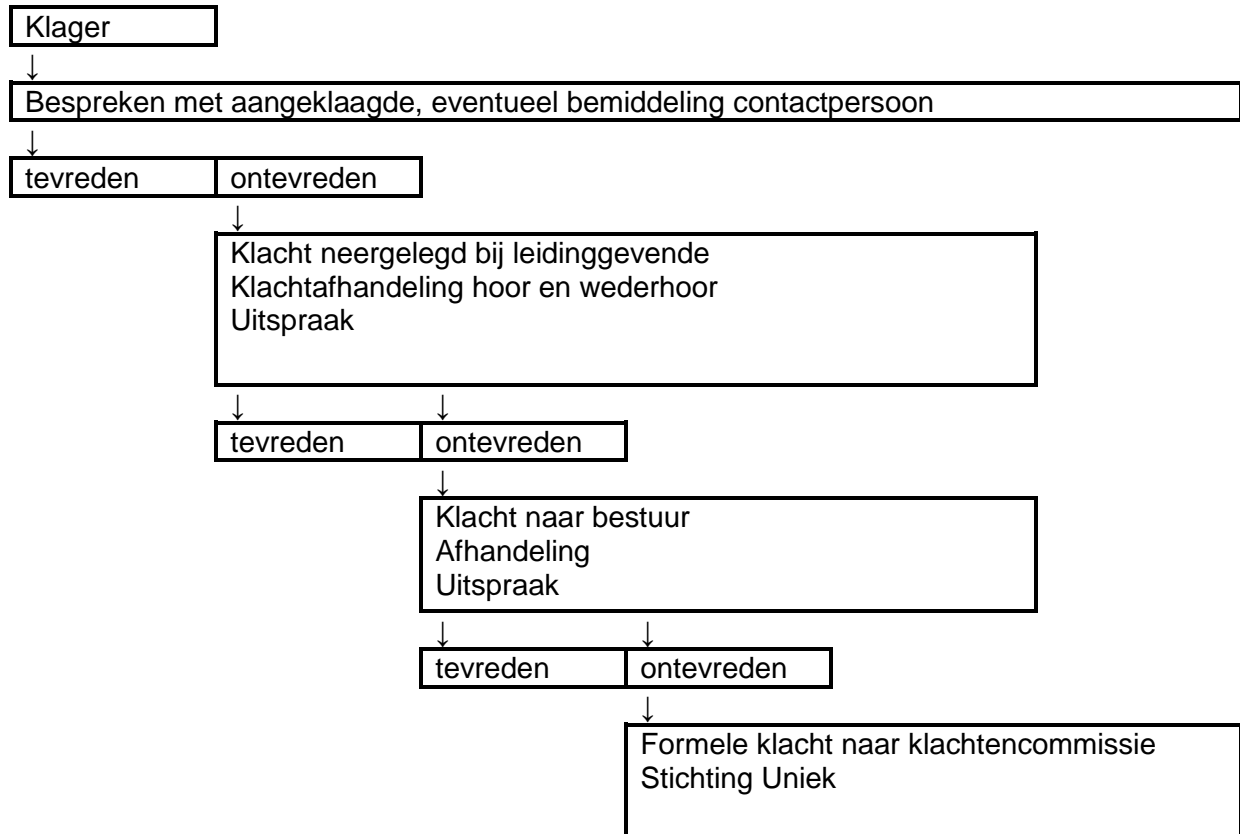 Klager
↓
Bespreken met aangeklaagde, eventueel bemiddeling contactpersoon
↓
tevreden ontevreden
↓
Klacht neergelegd bij leidinggevende
Klachtafhandeling hoor en wederhoor
Uitspraak
↓ ↓
tevreden ontevreden
↓
Klacht naar bestuur
Afhandeling
Uitspraak
↓ ↓
tevreden ontevreden
↓
Formele klacht naar klachtencommissie
Stichting Uniek